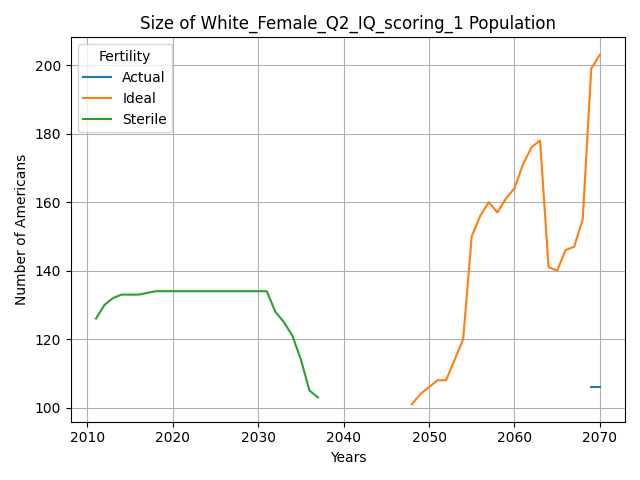 Size of White_Female_Q2_IQ_scoring_1 Population
Fertility
Actual
Ideal
Sterile
Number of Americans
200
180
160
140
120
100
2010 2020 2030 2040 2050 2060 2070
Years